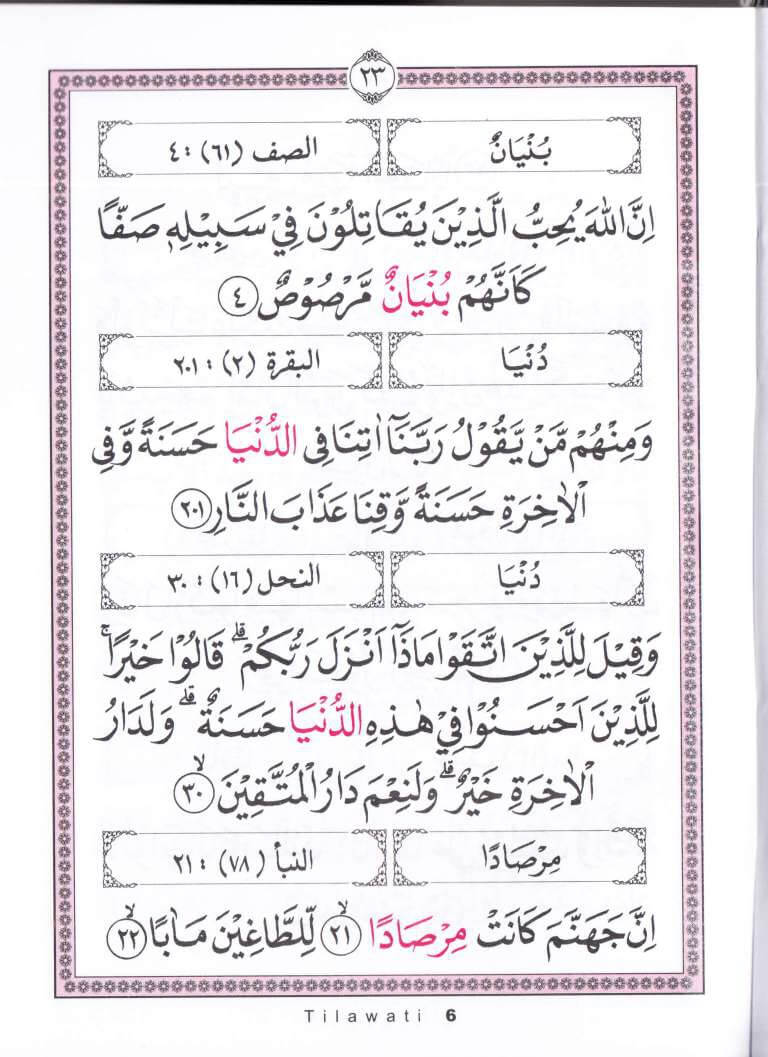 ٢٣
بُنْيَانٌ الصف (٦١) : ٤
اِنَّ اللّٰهَ يُحِبُّ الَّذِيْنَ يُقَاتِلُوْنَ فِيْ سَبِيْلِهٖ صَفًّا
كَاَنَّهُمْ بُنْيَانٌ مَّرْصُوْصٌ ﴿٤﴾
دُنْيَا البقرة (٢) : ٢٠١
وَمِنْهُمْ مَّنْ يَّقُوْلُ رَبَّنَآ اٰتِنَا فِى الدُّنْيَا حَسَنَةً وَّفِى
الْاٰخِرَةِ حَسَنَةً وَّقِنَا عَذَابَ النَّارِ ﴿٢٠١﴾
دُنْيَا النحل (١٦) : ٣٠
وَقِيْلَ لِلَّذِيْنَ اتَّقَوْا مَاذَآ اَنْزَلَ رَبُّكُمْ ۗ قَالُوْا خَيْرًا ۚ
لِلَّذِيْنَ اَحْسَنُوْا فِيْ هٰذِهِ الدُّنْيَا حَسَنَةٌ ۗ وَلَدَارُ
الْاٰخِرَةِ خَيْرٌ ۗ وَلَنِعْمَ دَارُ الْمُتَّقِيْنَ ۙ ﴿٣٠﴾
مِرْصَادًا النبأ (٧٨) : ٢١
اِنَّ جَهَنَّمَ كَانَتْ مِرْصَادًا ۙ ﴿٢١﴾ لِّلطَّاغِيْنَ مَاٰبًا ۙ ﴿٢٢﴾
Tilawati 6